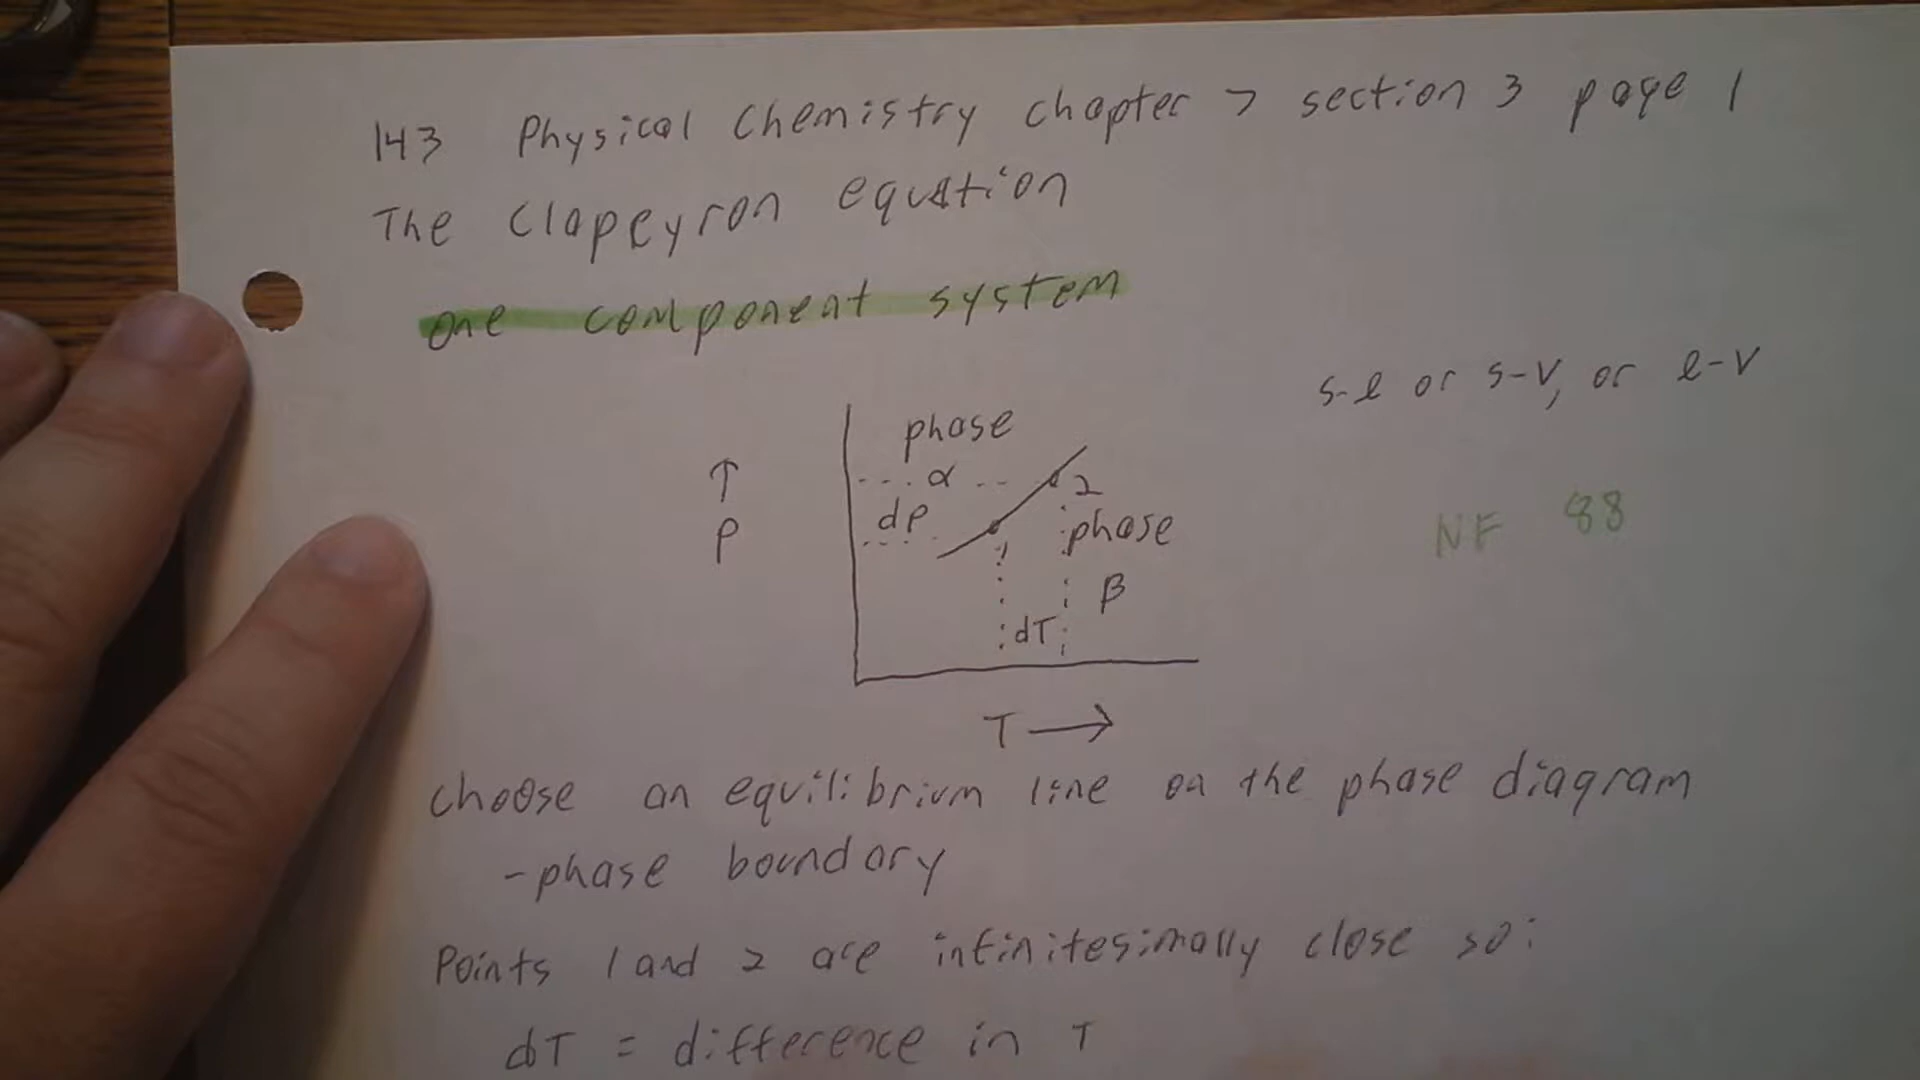 143 Physical Chemistry chapter 7 section 3 page 1
The Clapeyron equation
one component system
s-l or s-v, or l-v
phase
α
2
↑
dP
phase
NF 88
P
1
β
dT
T →
choose an equilibrium line on the phase diagram
-phase boundary
Points 1 and 2 are infinitesimally close so:
dT = difference in T